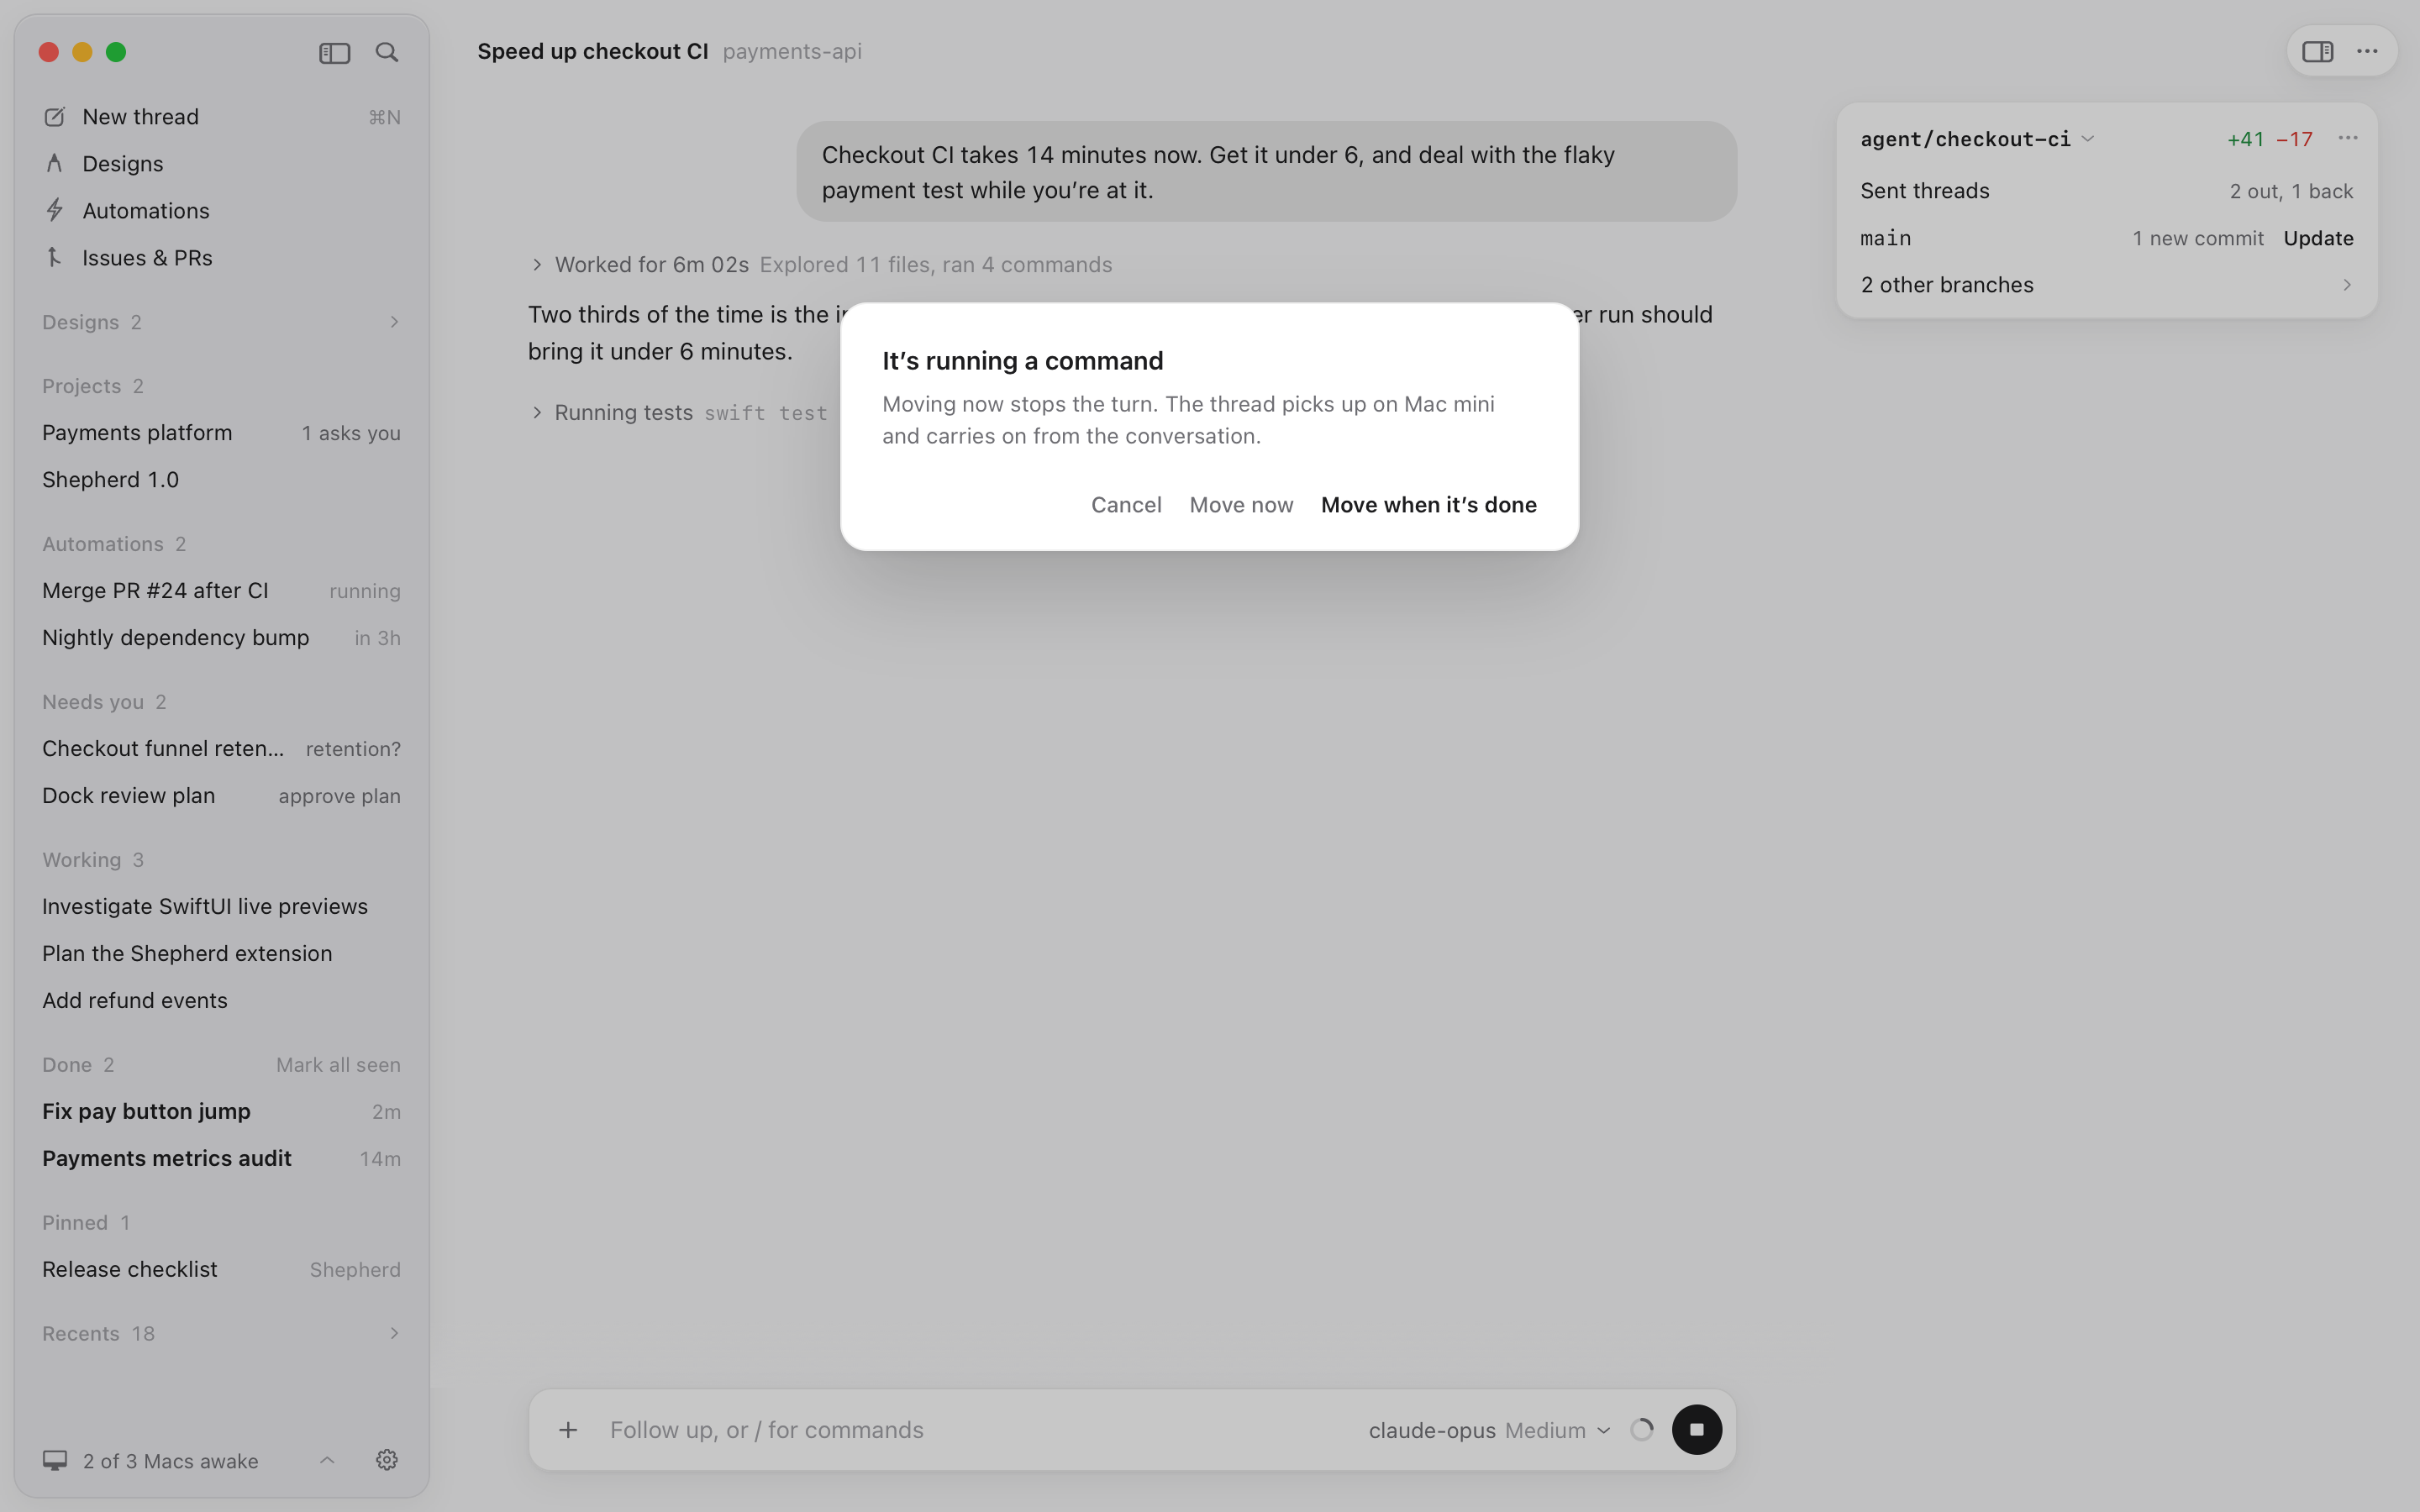 New thread ⌘N
Designs
Automations
Issues & PRs
Designs 2
Projects 2
Payments platform 1 asks you
Shepherd 1.0
Automations 2
Merge PR #24 after CI running
Nightly dependency bump in 3h
Needs you 2
Checkout funnel reten... retention?
Dock review plan approve plan
Working 3
Investigate SwiftUI live previews
Plan the Shepherd extension
Add refund events
Done 2 Mark all seen
Fix pay button jump 2m
Payments metrics audit 14m
Pinned 1
Release checklist Shepherd
Recents 18
2 of 3 Macs awake
Speed up checkout CI payments-api
Checkout CI takes 14 minutes now. Get it under 6, and deal with the flaky
payment test while you’re at it.
Worked for 6m 02s Explored 11 files, ran 4 commands
Two thirds of the time is the run should
bring it under 6 minutes.
Running tests swift test
It’s running a command
Moving now stops the turn. The thread picks up on Mac mini
and carries on from the conversation.
Cancel Move now Move when it’s done
agent/checkout-ci +41 −17
Sent threads 2 out, 1 back
main 1 new commit Update
2 other branches
Follow up, or / for commands claude-opus Medium